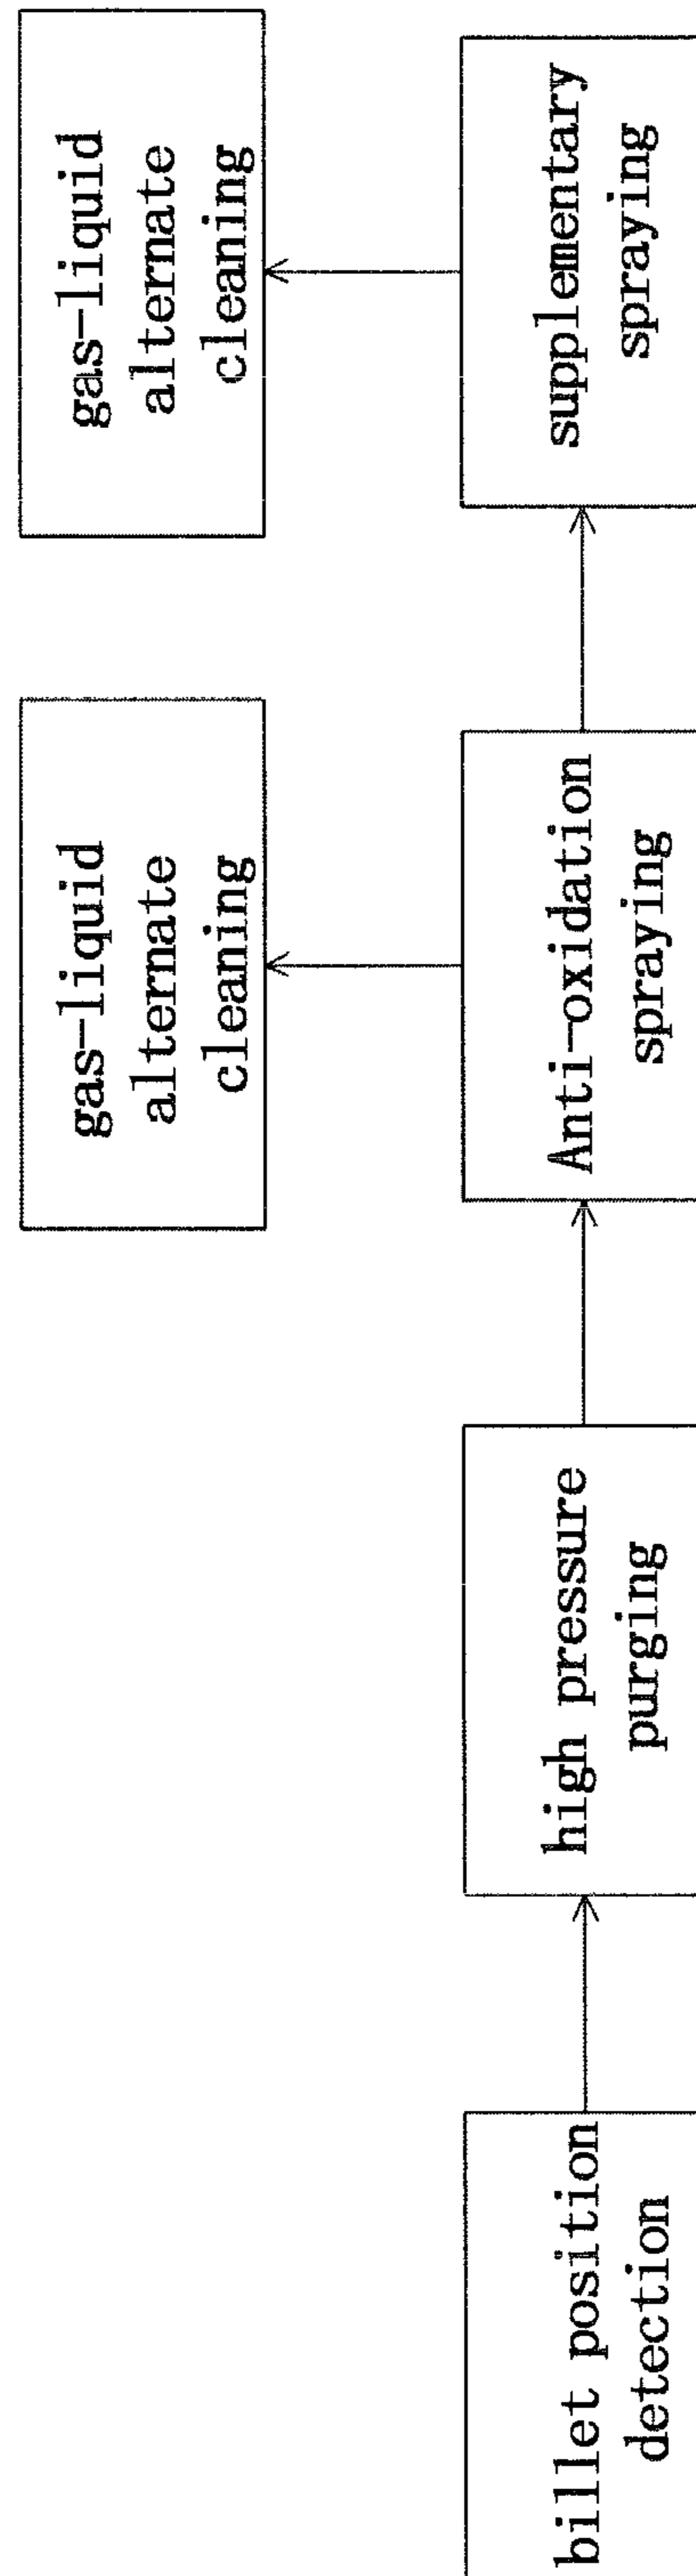 gas-liquid
alternate
cleaning
gas-liquid
alternate
cleaning
billet position
detection
high pressure
purging
Anti-oxidation
spraying
supplementary
spraying